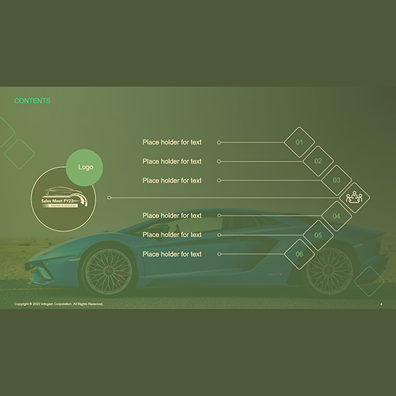 CONTENTS
Logo
Sales Meet FY23
Place holder for text
01
Place holder for text
02
Place holder for text
03
Place holder for text
04
Place holder for text
05
Place holder for text
06
Copyright © 2022 Infogain Corporation. All Rights Reserved.